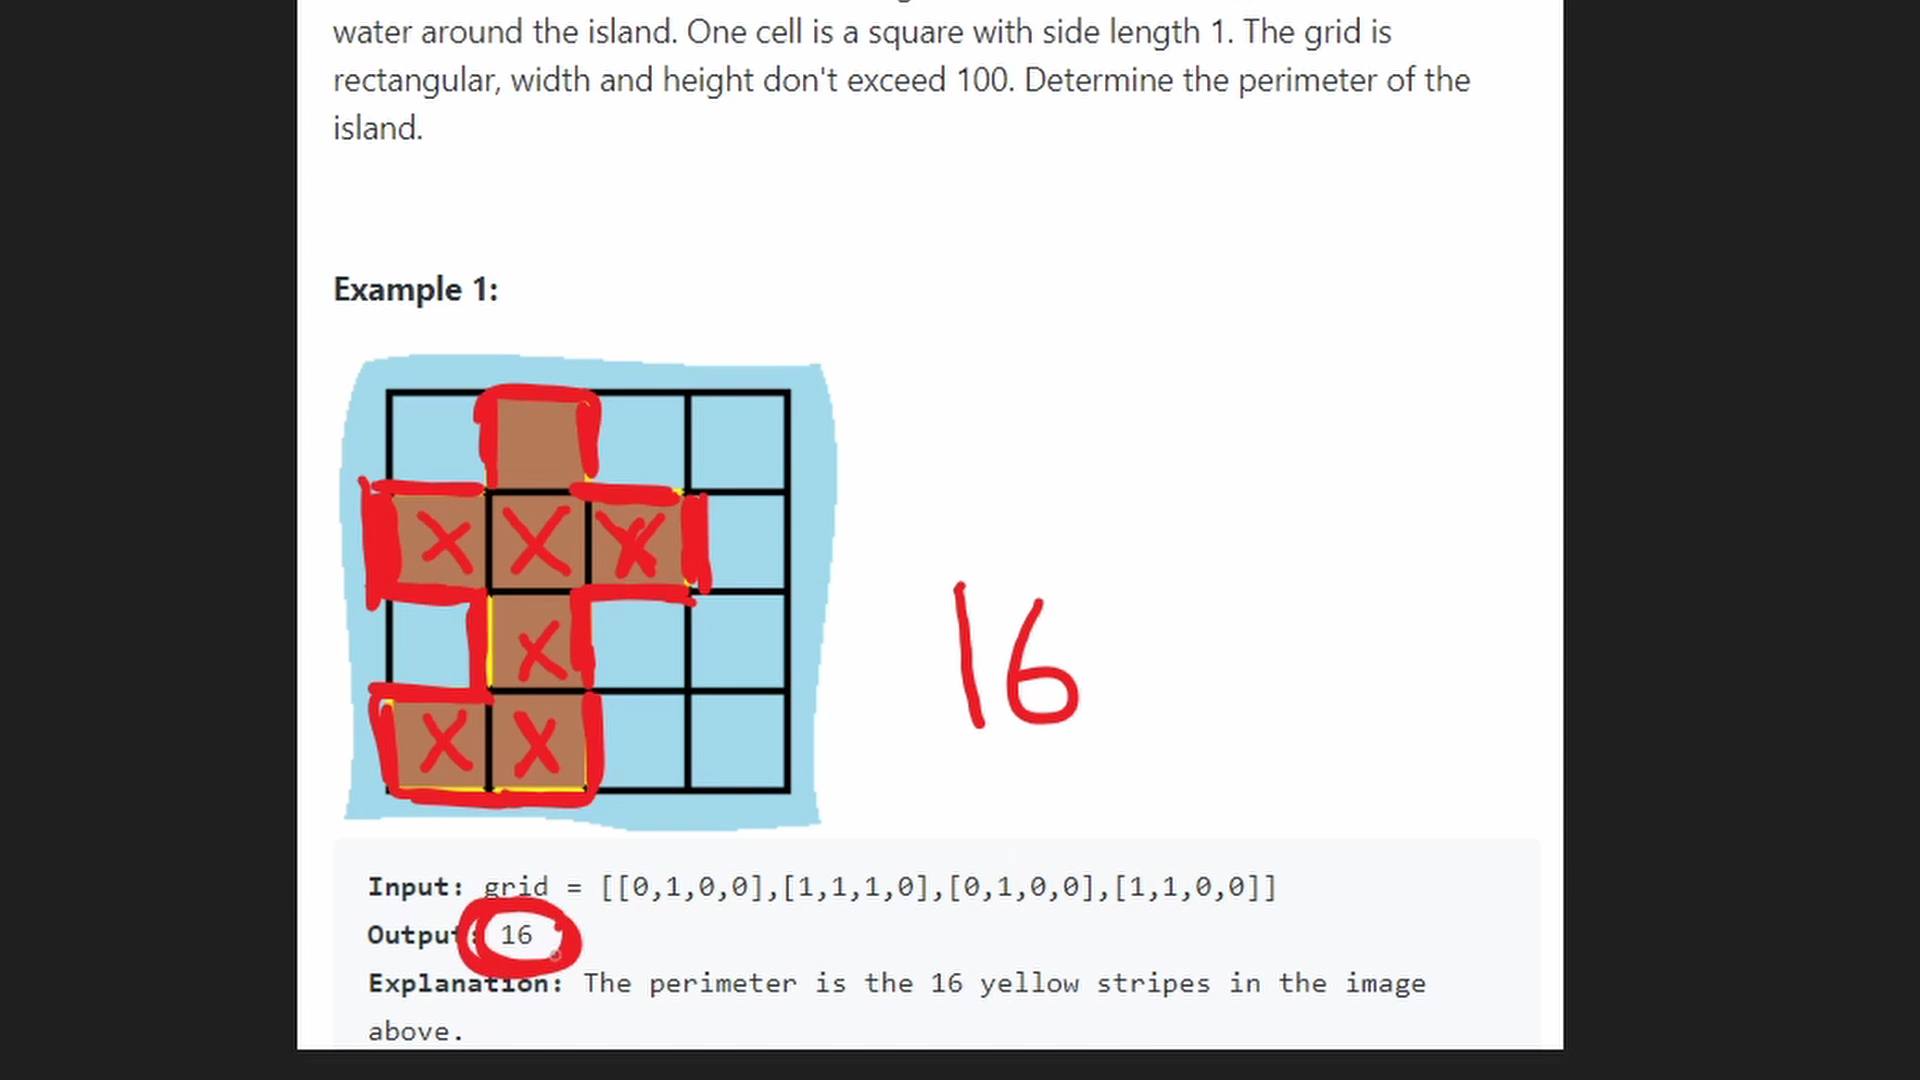 water around the island. One cell is a square with side length 1. The grid is
rectangular, width and height don't exceed 100. Determine the perimeter of the
island.
Example 1:
X X X
X
X X
16
Input: grid = [[0,1,0,0],[1,1,1,0],[0,1,0,0],[1,1,0,0]]
Output: 16
Explanation: The perimeter is the 16 yellow stripes in the image
above.